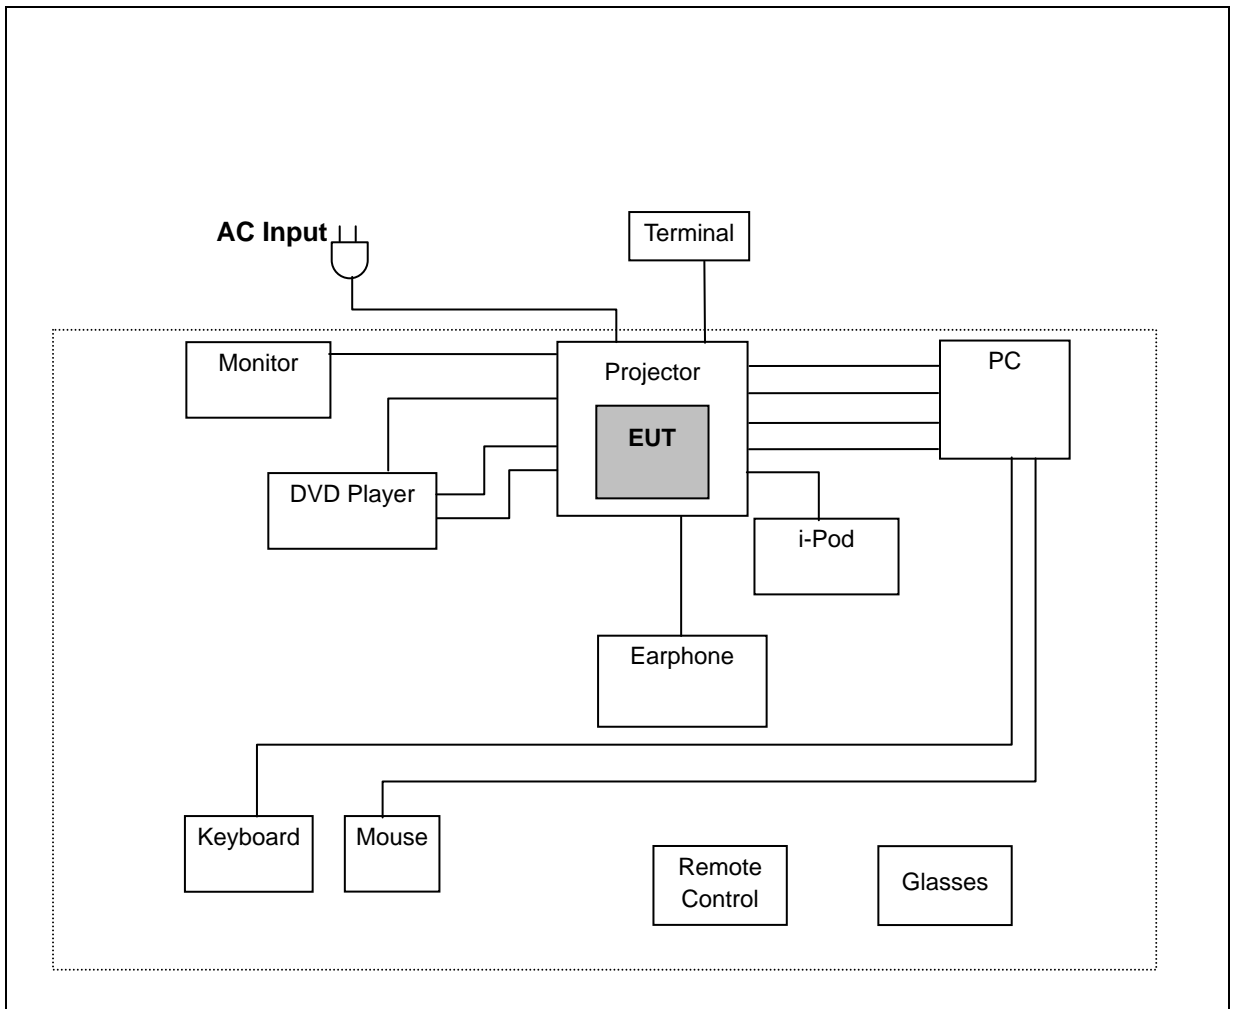 AC Input
Terminal
Monitor
Projector
PC
EUT
DVD Player
i-Pod
Earphone
Keyboard
Mouse
Remote
Control
Glasses